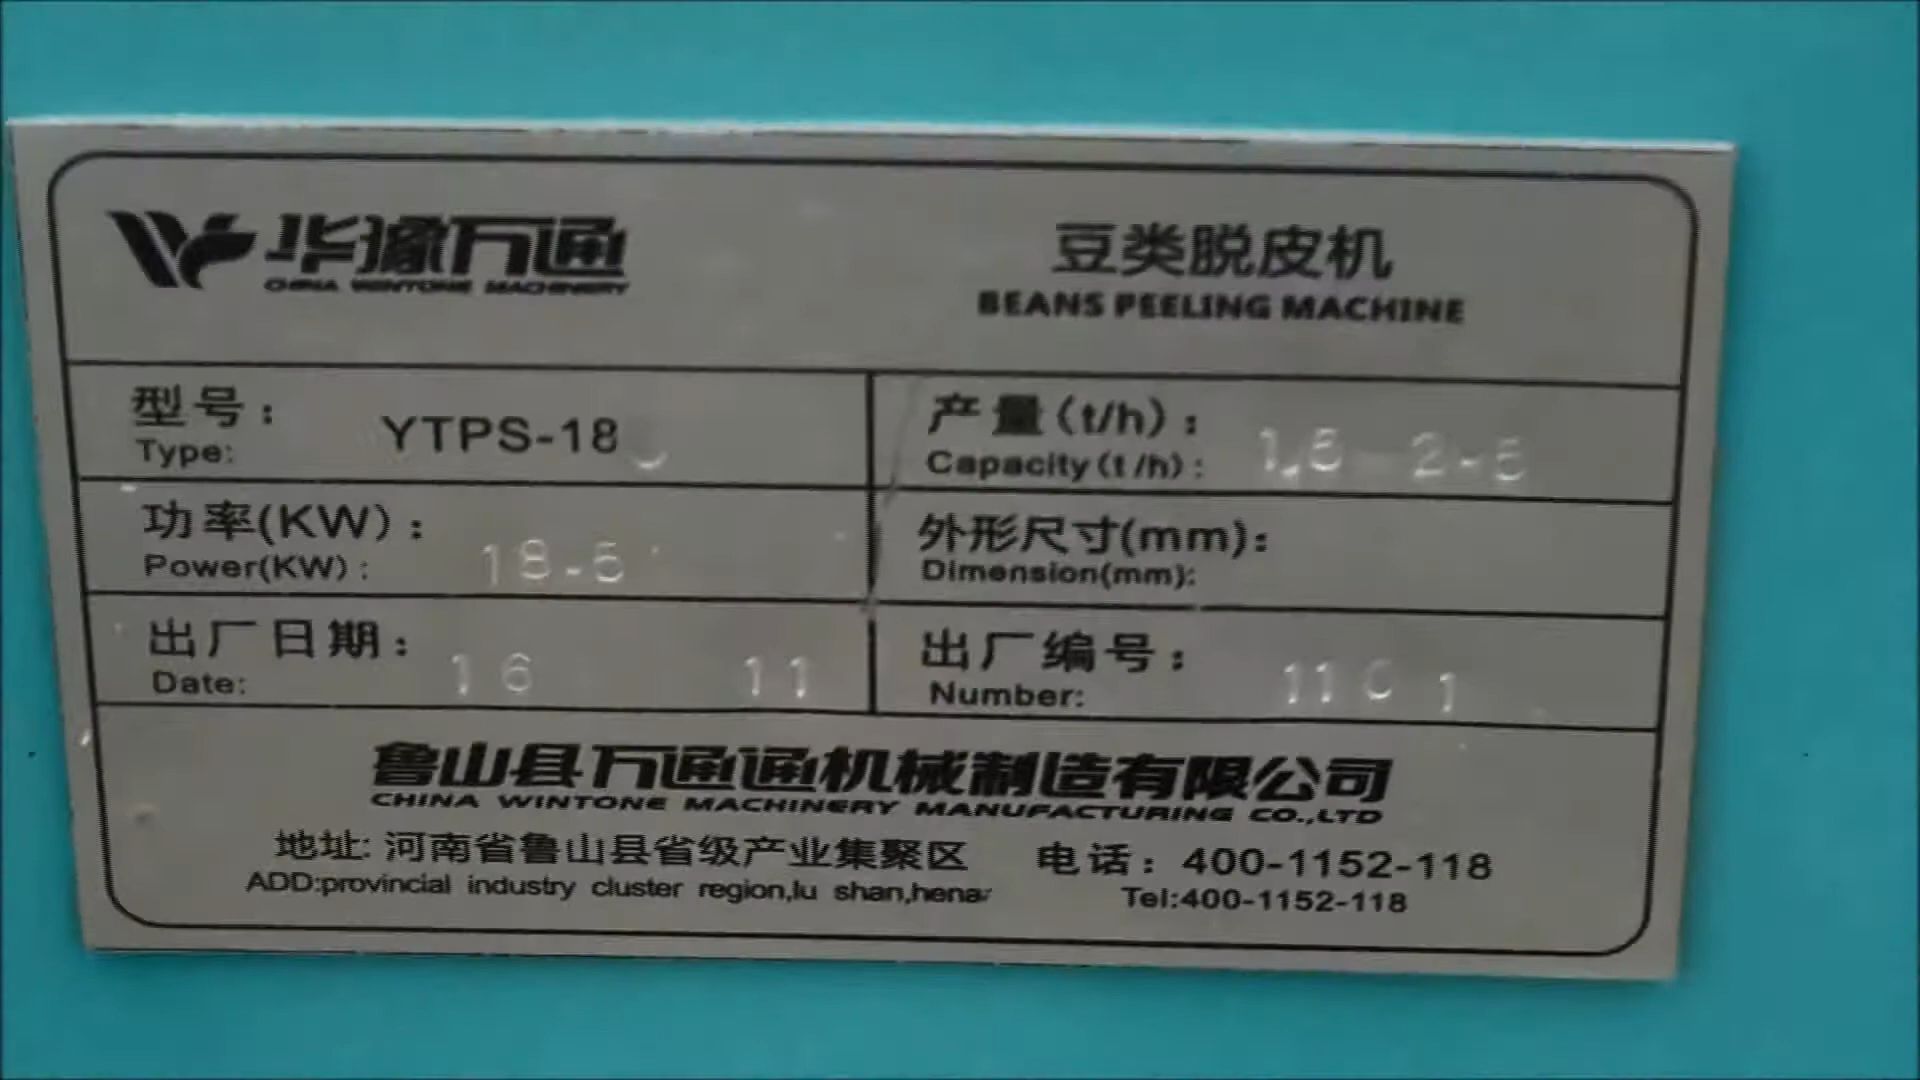 华豫万通
CHINA WINTONE MACHINERY
豆类脱皮机
BEANS PEELING MACHINE
型号：
Type:
YTPS-18
产量(t/h)：
Capacity(t/h):
1.5 2.5
功率(KW)：
Power(KW):
18.5
外形尺寸(mm):
Dimension(mm):
出厂日期：
Date:
16 11
出厂编号：
Number:
鲁山县万通通机械制造有限公司
CHINA WINTONE MACHINERY MANUFACTURING CO.,LTD
地址: 河南省鲁山县省级产业集聚区 电话：400-1152-118
ADD:provincial industry cluster region,lu shan,henan Tel:400-1152-118